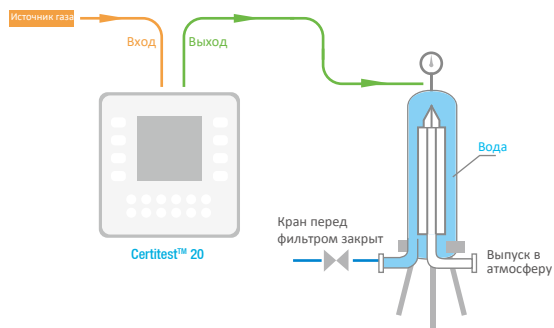 Источник газа
Вход
Выход
Вода
Кран перед
фильтром закрыт
Выпуск в
атмосферу
Certitest™ 20